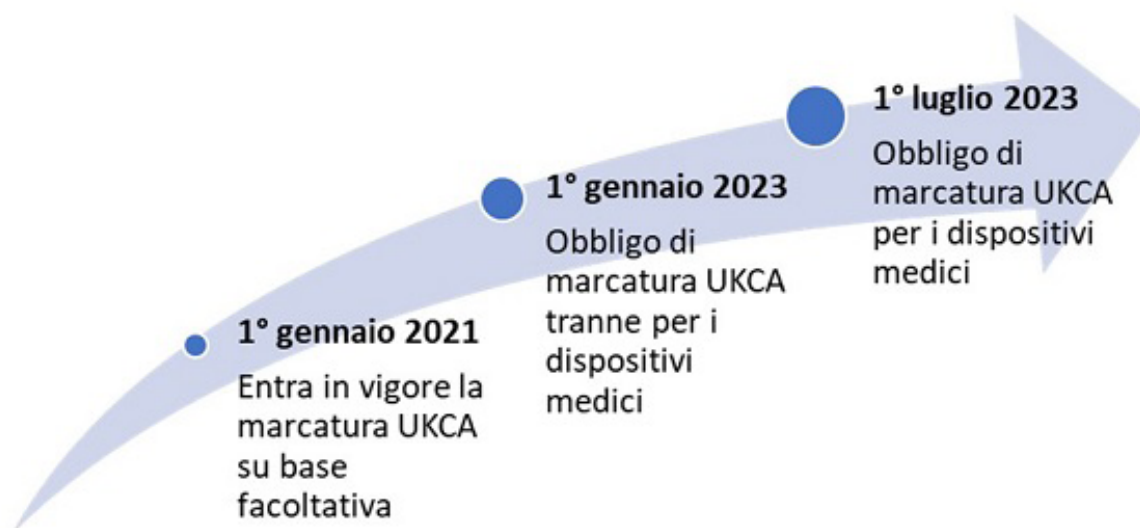 1° gennaio 2021
Entra in vigore la
marcatura UKCA
su base
facoltativa
1° gennaio 2023
Obbligo di
marcatura UKCA
tranne per i
dispositivi
medici
1° luglio 2023
Obbligo di
marcatura UKCA
per i dispositivi
medici